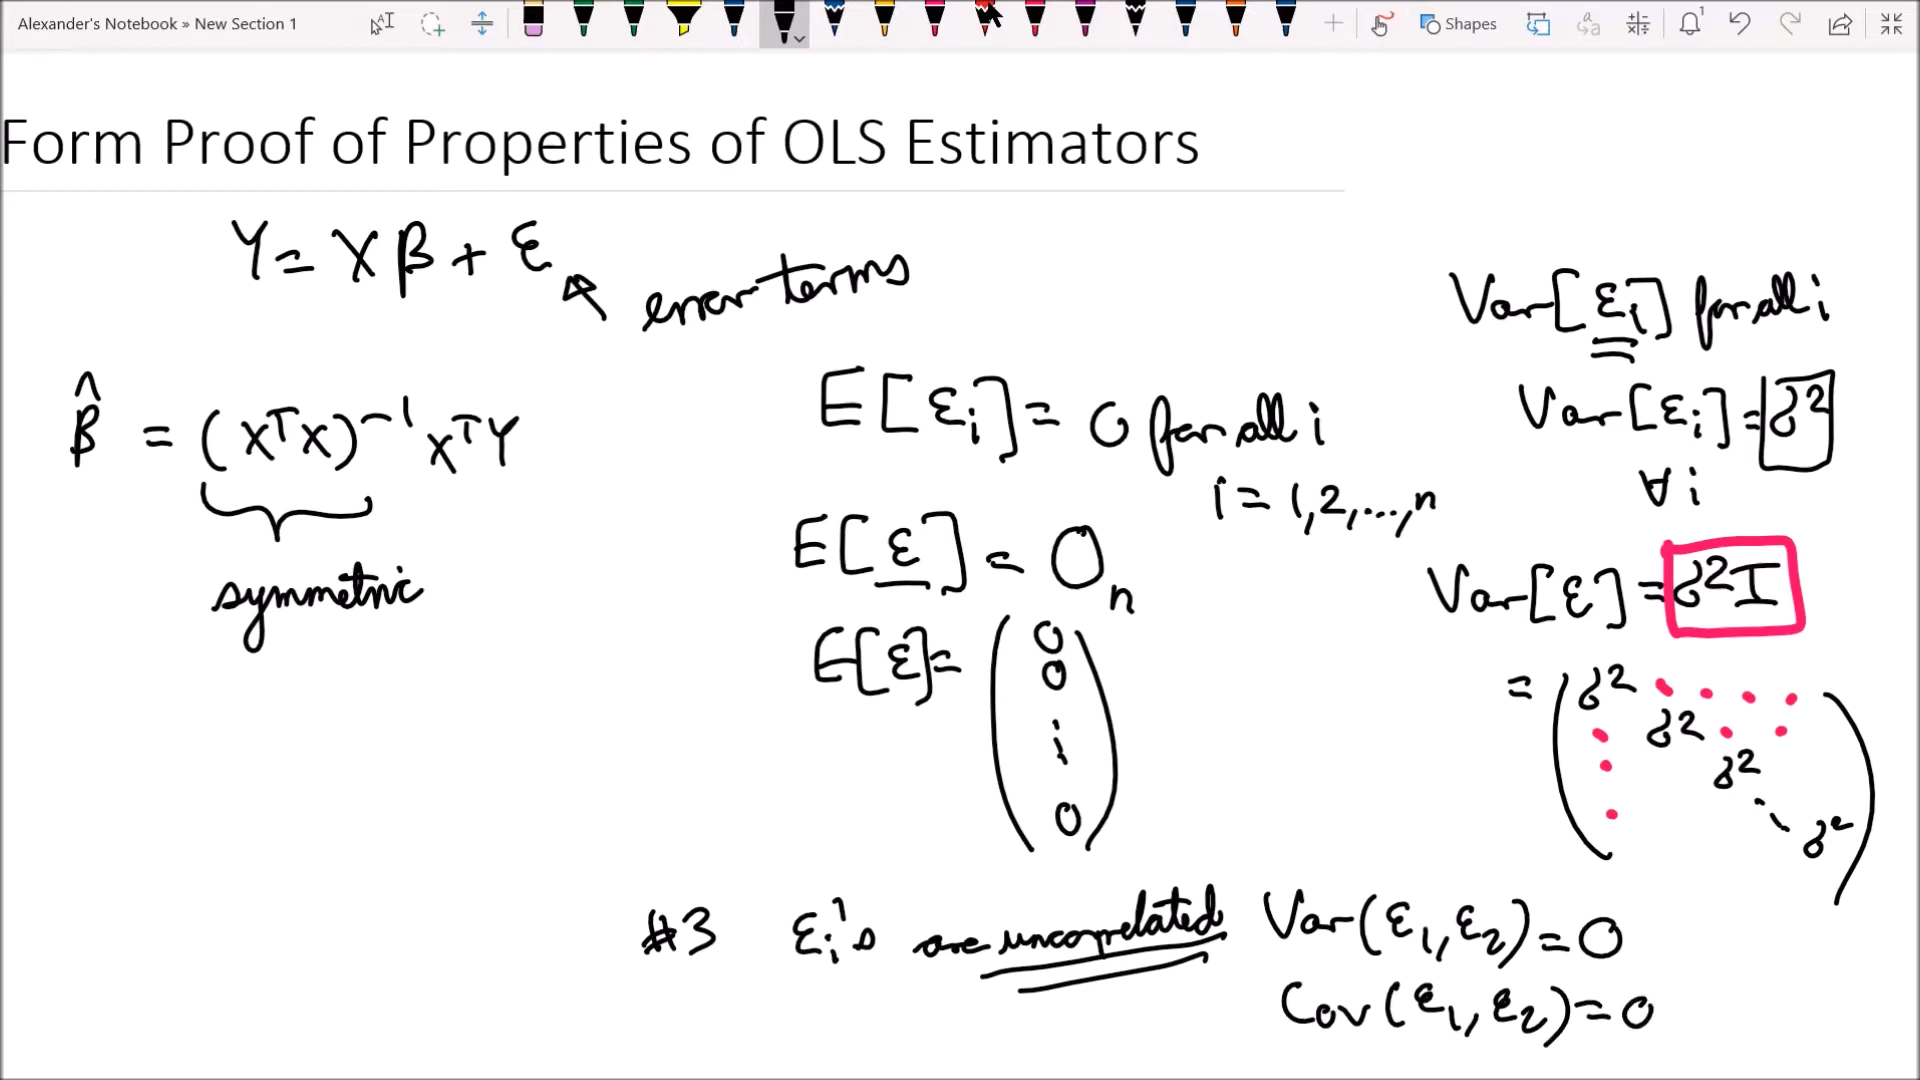 Alexander's Notebook » New Section 1
Shapes
1
Form Proof of Properties of OLS Estimators
Y = Xβ + ε
error terms
β̂ = (XᵀX)⁻¹XᵀY
symmetric
E[εᵢ] = 0 for all i
i = 1,2,...,n
E[ε] = 0ₙ
E[ε] = ( 0
0
⋮
0 )
Var[εᵢ] for all i
Var[εᵢ] = σ²
∀ i
Var[ε] = σ²I
= ( σ² . . . .
. σ² . .
. σ²
. ⋱ σ² )
#3 εᵢ's are uncorrelated Var(ε₁,ε₂)=0
Cov(ε₁,ε₂)=0